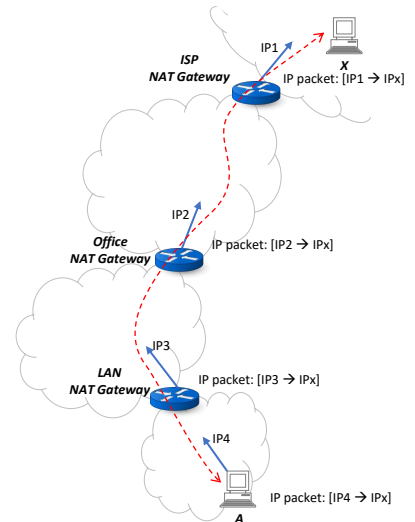 IP1
X
ISP
NAT Gateway
IP packet: [IP1 → IPx]
IP2
Office
NAT Gateway
IP packet: [IP2 → IPx]
IP3
LAN
NAT Gateway
IP packet: [IP3 → IPx]
IP4
IP packet: [IP4 → IPx]
A